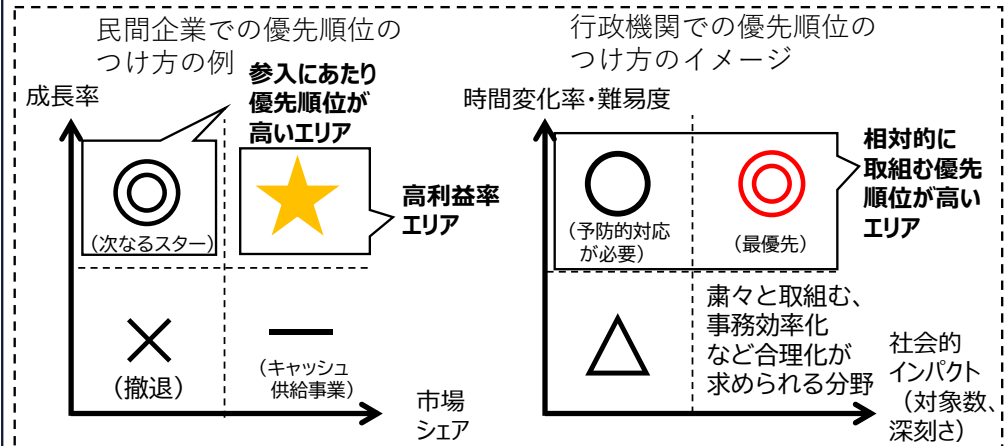 民間企業での優先順位の
つけ方の例
参入にあたり
優先順位が
高いエリア
成長率
（次なるスター）
高利益率
エリア
（撤退）
（キャッシュ
供給事業）
市場
シェア
行政機関での優先順位の
つけ方のイメージ
時間変化率・難易度
相対的に
取組む優先
順位が高い
エリア
（予防的対応
が必要）
（最優先）
粛々と取組む、
事務効率化
など合理化が
求められる分野
社会的
インパクト
（対象数、
深刻さ）